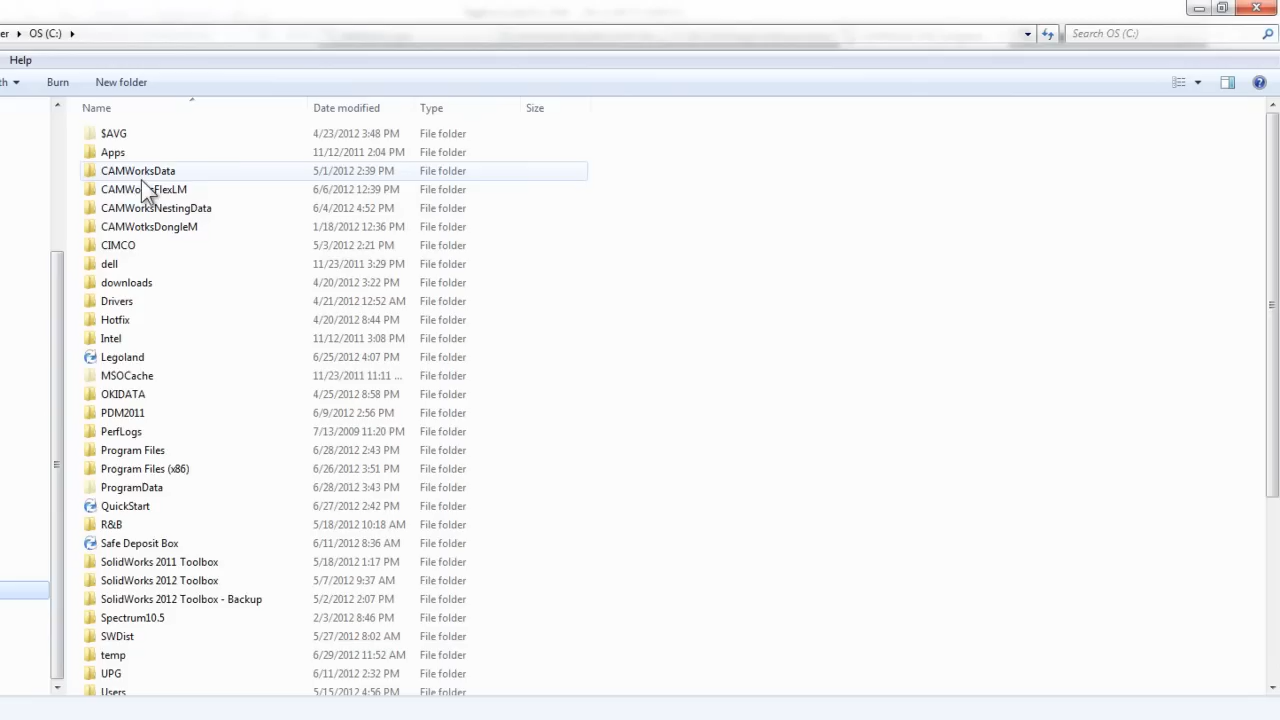 er ▸ OS (C:) ▸ Search OS (C:)
Help
th Burn New folder
Name Date modified Type Size
$AVG 4/23/2012 3:48 PM File folder
Apps 11/12/2011 2:04 PM File folder
CAMWorksData 5/1/2012 2:39 PM File folder
CAMWorksFlexLM 6/6/2012 12:39 PM File folder
CAMWorksNestingData 6/4/2012 4:52 PM File folder
CAMWotksDongleM 1/18/2012 12:36 PM File folder
CIMCO 5/3/2012 2:21 PM File folder
dell 11/23/2011 3:29 PM File folder
downloads 4/20/2012 3:22 PM File folder
Drivers 4/21/2012 12:52 AM File folder
Hotfix 4/20/2012 8:44 PM File folder
Intel 11/12/2011 3:08 PM File folder
Legoland 6/25/2012 4:07 PM File folder
MSOCache 11/23/2011 11:11 ... File folder
OKIDATA 4/25/2012 8:58 PM File folder
PDM2011 6/9/2012 2:56 PM File folder
PerfLogs 7/13/2009 11:20 PM File folder
Program Files 6/28/2012 2:43 PM File folder
Program Files (x86) 6/26/2012 3:51 PM File folder
ProgramData 6/28/2012 3:43 PM File folder
QuickStart 6/27/2012 2:42 PM File folder
R&B 5/18/2012 10:18 AM File folder
Safe Deposit Box 6/11/2012 8:36 AM File folder
SolidWorks 2011 Toolbox 5/18/2012 1:17 PM File folder
SolidWorks 2012 Toolbox 5/7/2012 9:37 AM File folder
SolidWorks 2012 Toolbox - Backup 5/2/2012 2:07 PM File folder
Spectrum10.5 2/3/2012 8:46 PM File folder
SWDist 5/27/2012 8:02 AM File folder
temp 6/29/2012 11:52 AM File folder
UPG 6/11/2012 2:32 PM File folder
Users 5/15/2012 4:56 PM File folder